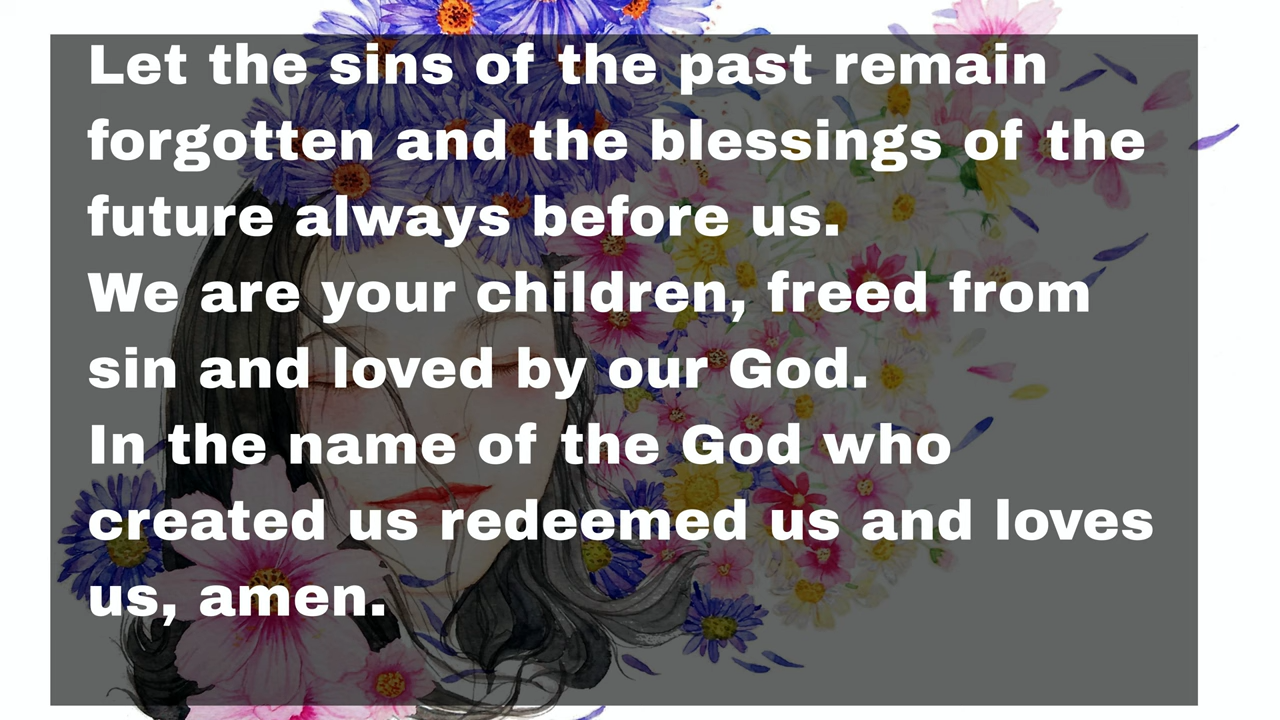 Let the sins of the past remain
forgotten and the blessings of the
future always before us.
We are your children, freed from
sin and loved by our God.
In the name of the God who
created us redeemed us and loves
us, amen.